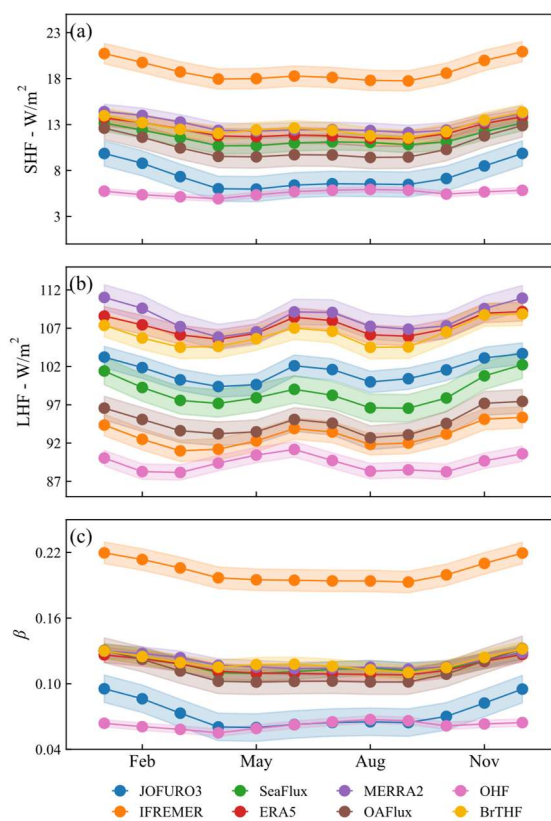 (a)
23
18
13
8
3
SHF - W/m²
(b)
112
107
102
97
92
87
LHF - W/m²
(c)
0.22
0.16
0.10
0.04
β
Feb May Aug Nov
JOFURO3 SeaFlux MERRA2 OHF
IFREMER ERA5 OAFlux BrTHF